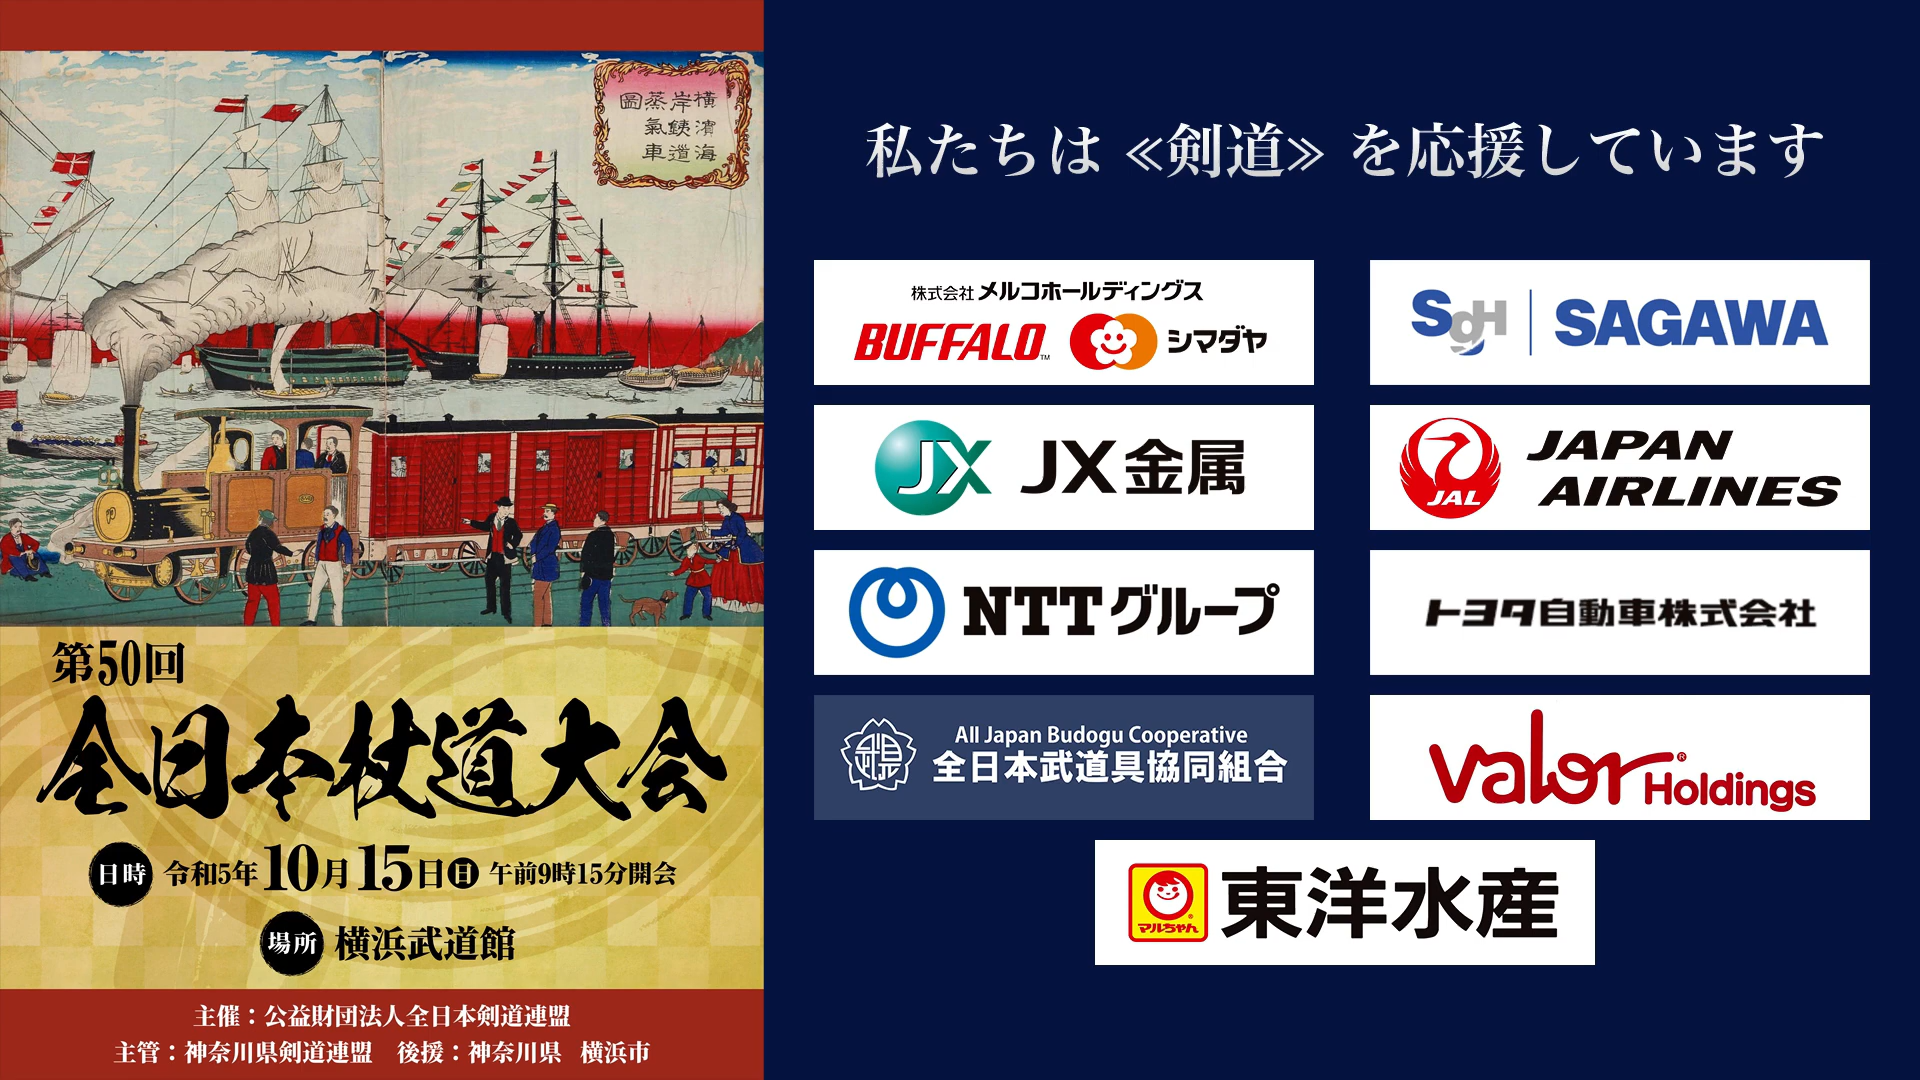 横濱海
岸鉄道
蒸氣車
圖
第50回
全日本杖道大会
日時 令和5年10月15日日 午前9時15分開会
場所 横浜武道館
主催：公益財団法人全日本剣道連盟
主管：神奈川県剣道連盟 後援：神奈川県 横浜市
私たちは ≪剣道≫ を応援しています
株式会社メルコホールディングス
BUFFALO™ シマダヤ
SGH SAGAWA
JX JX金属
JAL JAPAN
AIRLINES
NTTグループ
トヨタ自動車株式会社
All Japan Budogu Cooperative
全日本武道具協同組合
valor® Holdings
マルちゃん® 東洋水産